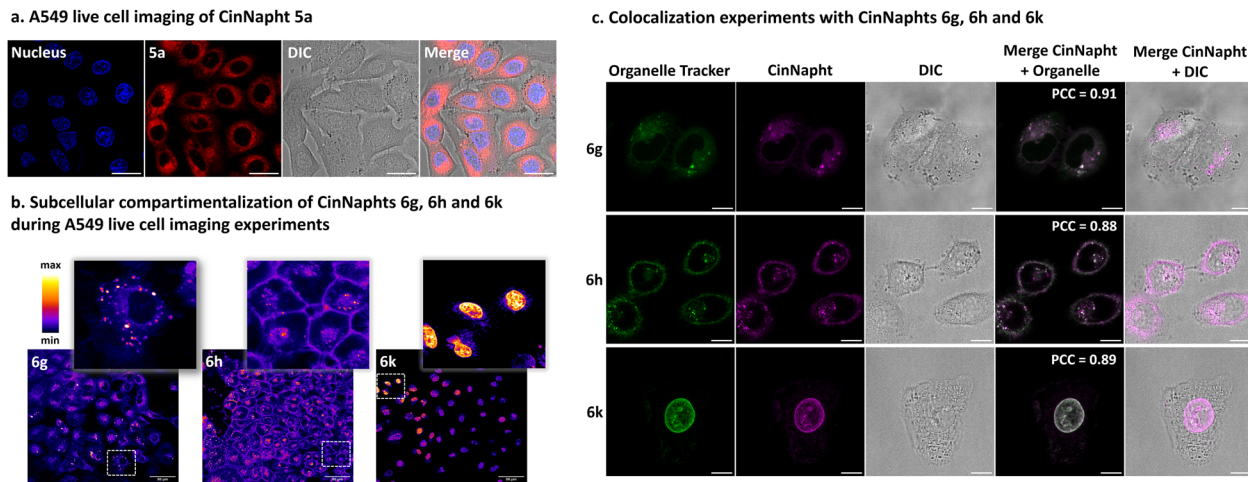 a. A549 live cell imaging of CinNapht 5a
Nucleus
5a
DIC
Merge
b. Subcellular compartimentalization of CinNaphts 6g, 6h and 6k
during A549 live cell imaging experiments
max
min
6g
6h
6k
c. Colocalization experiments with CinNaphts 6g, 6h and 6k
Organelle Tracker
CinNapht
DIC
Merge CinNapht
+ Organelle
Merge CinNapht
+ DIC
6g
PCC = 0.91
6h
PCC = 0.88
6k
PCC = 0.89